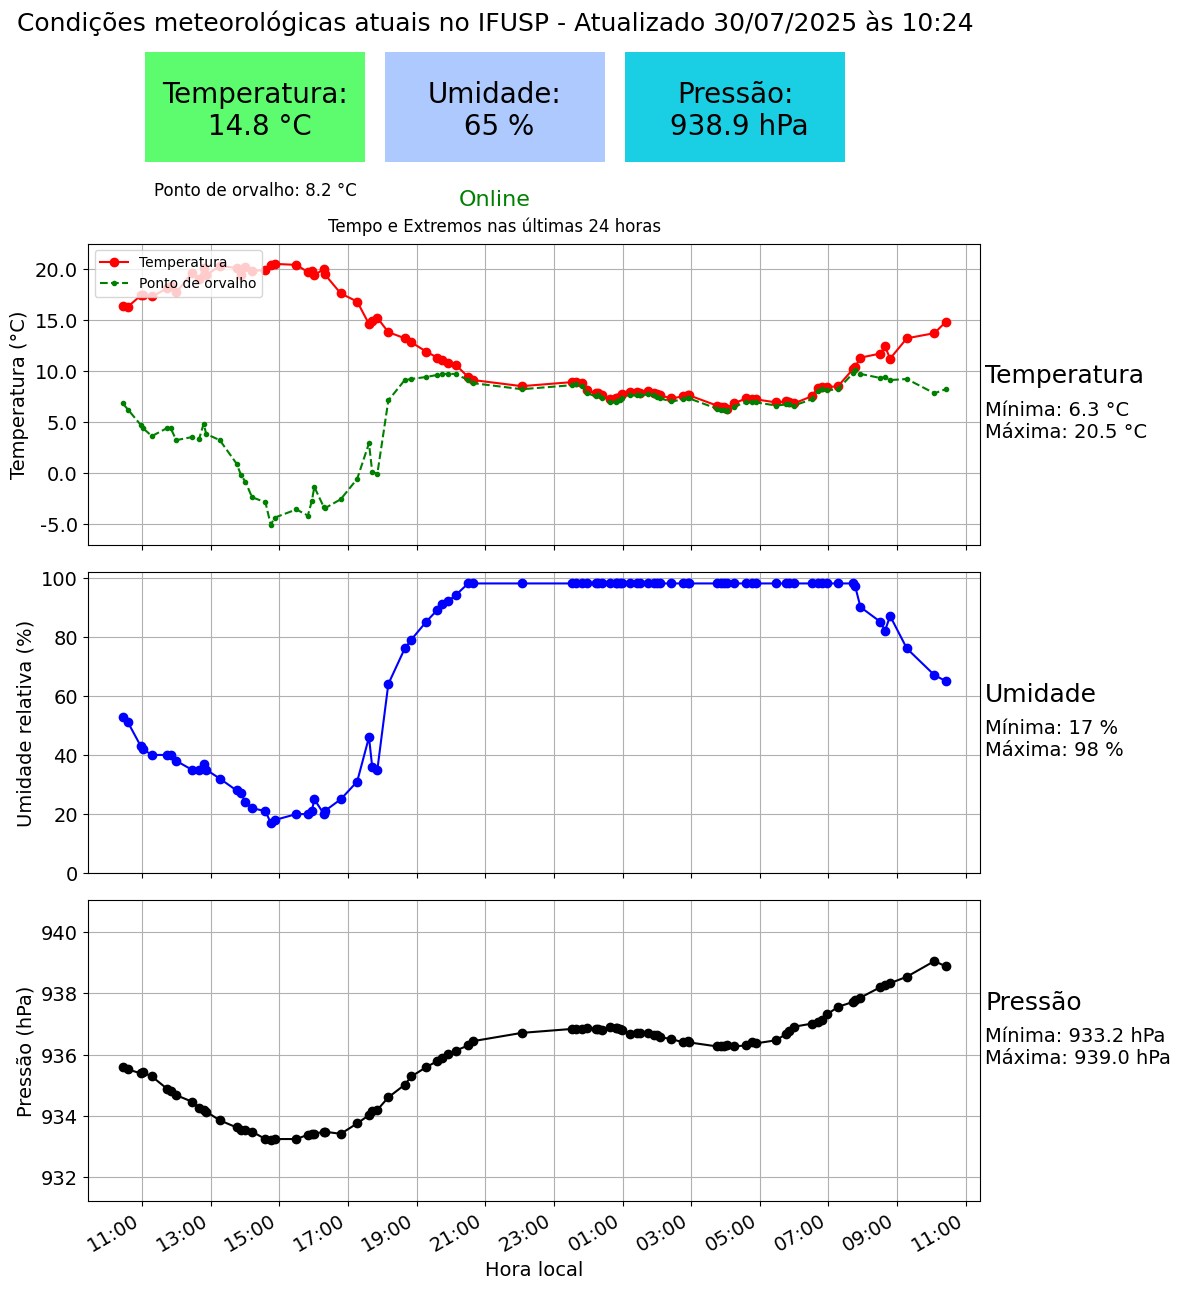 Condições meteorológicas atuais no IFUSP - Atualizado 30/07/2025 às 10:24
Temperatura:
14.8 °C
Umidade:
65 %
Pressão:
938.9 hPa
Ponto de orvalho: 8.2 °C
Online
Tempo e Extremos nas últimas 24 horas
Temperatura
Ponto de orvalho
Temperatura (°C)
20.0
15.0
10.0
5.0
0.0
-5.0
Temperatura
Mínima: 6.3 °C
Máxima: 20.5 °C
Umidade relativa (%)
100
80
60
40
20
0
Umidade
Mínima: 17 %
Máxima: 98 %
Pressão (hPa)
940
938
936
934
932
Pressão
Mínima: 933.2 hPa
Máxima: 939.0 hPa
11:00 13:00 15:00 17:00 19:00 21:00 23:00 01:00 03:00 05:00 07:00 09:00 11:00
Hora local